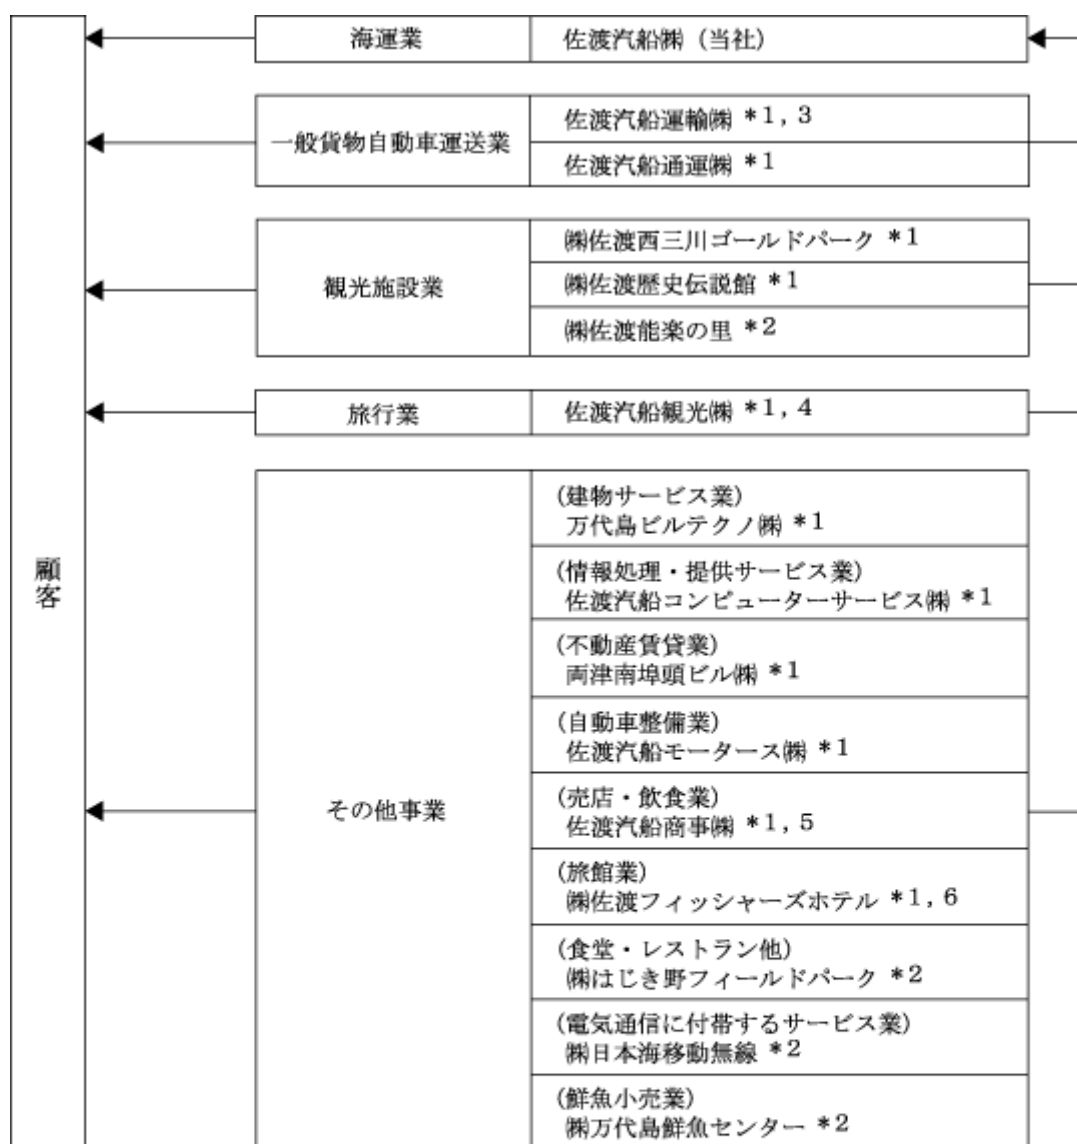 顧客
海運業 佐渡汽船㈱ (当社)
一般貨物自動車運送業
佐渡汽船運輸㈱ *1, 3
佐渡汽船通運㈱ *1
観光施設業
㈱佐渡西三川ゴールドパーク *1
㈱佐渡歴史伝説館 *1
㈱佐渡能楽の里 *2
旅行業 佐渡汽船観光㈱ *1, 4
その他事業
(建物サービス業)
万代島ビルテクノ㈱ *1
(情報処理・提供サービス業)
佐渡汽船コンピューターサービス㈱ *1
(不動産賃貸業)
両津南埠頭ビル㈱ *1
(自動車整備業)
佐渡汽船モータース㈱ *1
(売店・飲食業)
佐渡汽船商事㈱ *1, 5
(旅館業)
㈱佐渡フィッシャーズホテル *1, 6
(食堂・レストラン他)
㈱はじき野フィールドパーク *2
(電気通信に付帯するサービス業)
㈱日本海移動無線 *2
(鮮魚小売業)
㈱万代島鮮魚センター *2